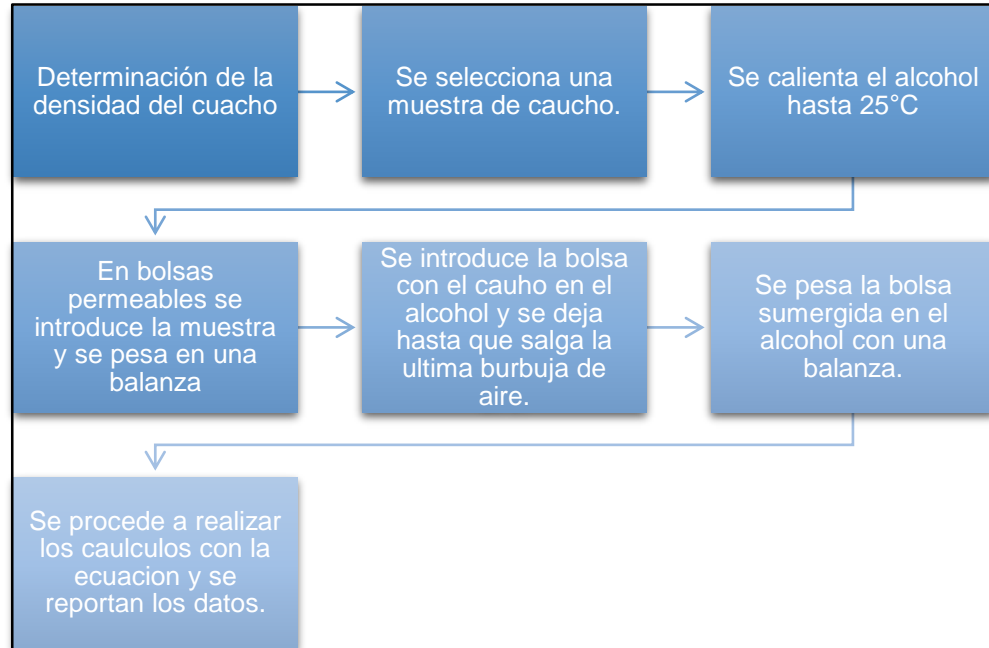 Determinación de la
densidad del cuacho
Se selecciona una
muestra de caucho.
Se calienta el alcohol
hasta 25°C
En bolsas
permeables se
introduce la muestra
y se pesa en una
balanza
Se introduce la bolsa
con el cauho en el
alcohol y se deja
hasta que salga la
ultima burbuja de
aire.
Se pesa la bolsa
sumergida en el
alcohol con una
balanza.
Se procede a realizar
los caulculos con la
ecuacion y se
reportan los datos.